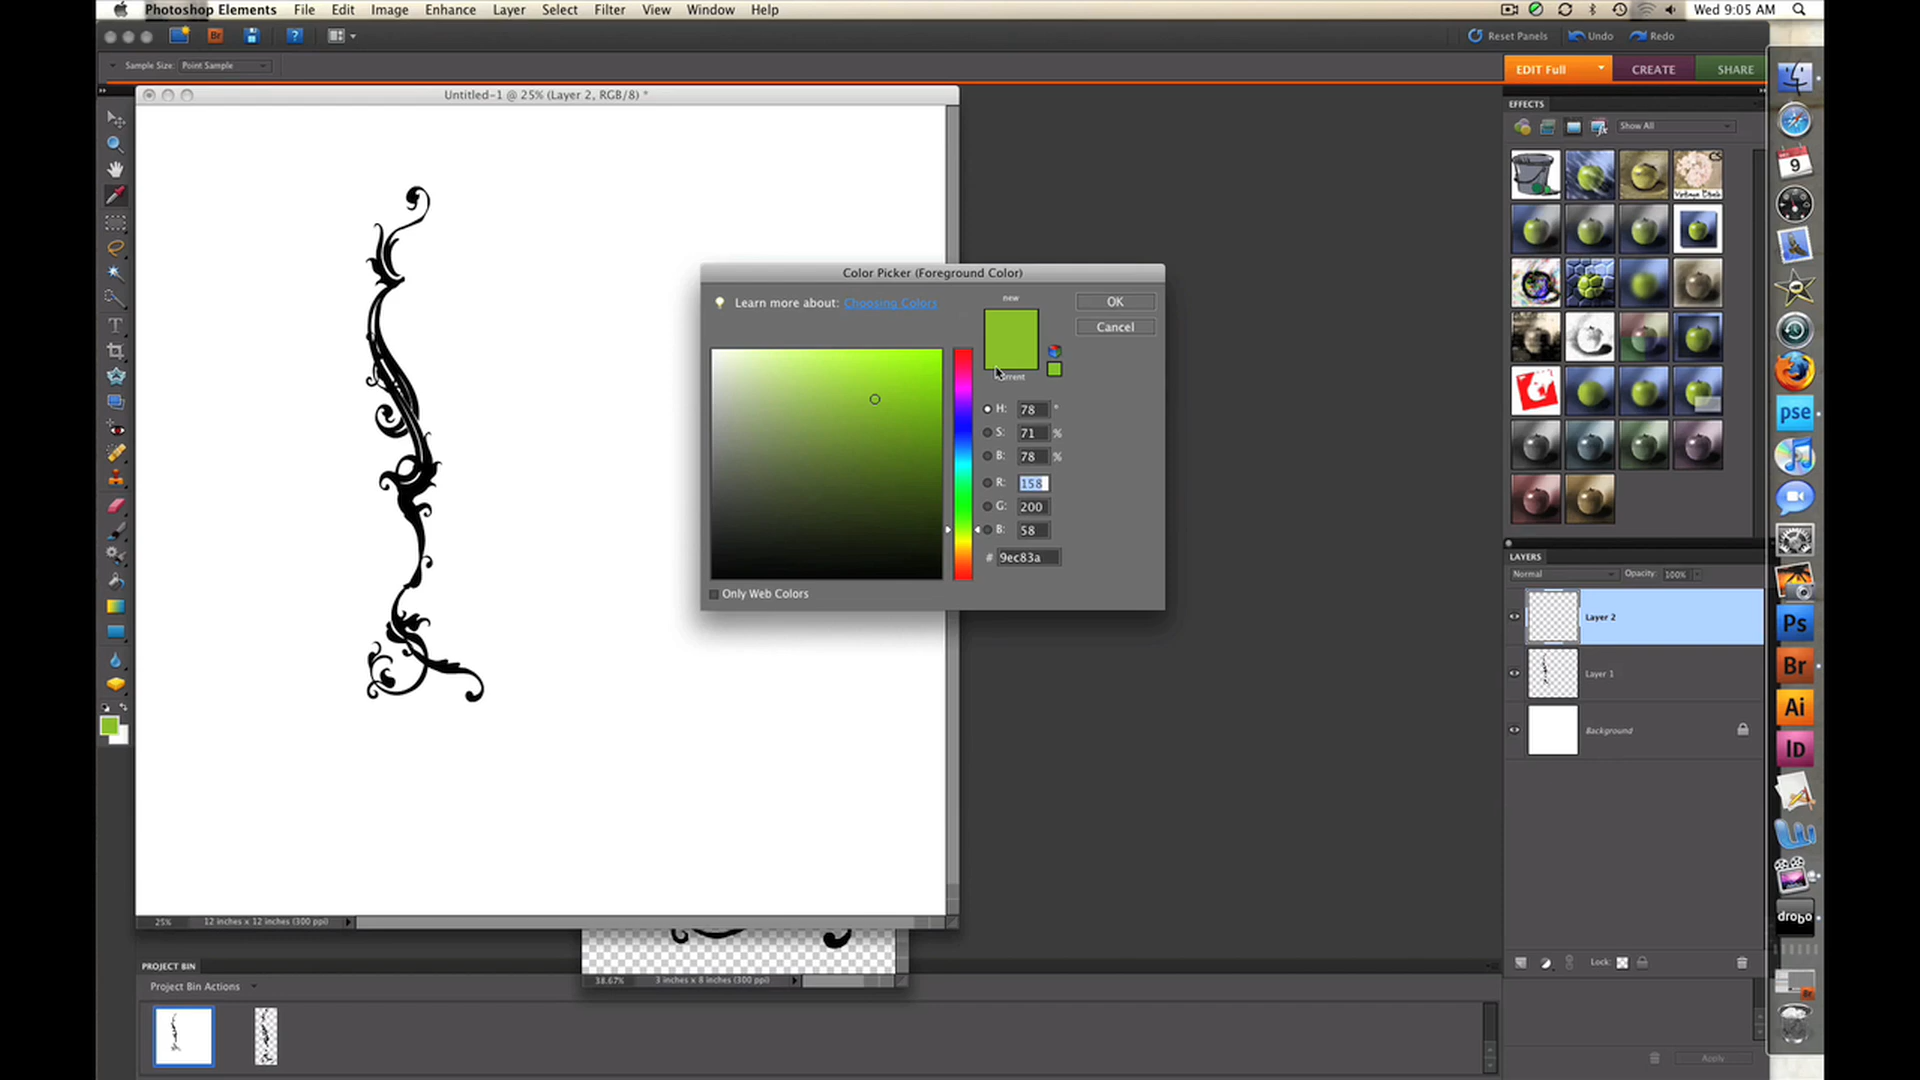 Photoshop Elements File Edit Image Enhance Layer Select Filter View Window Help Wed 9:05 AM
Br ? Reset Panels Undo Redo
Sample Size: Point Sample
EDIT Full CREATE SHARE
Untitled-1 @ 25% (Layer 2, RGB/8) *
EFFECTS
Show All
9
Color Picker (Foreground Color)
Learn more about: Choosing Colors
new
OK
Cancel
H: 78 °
S: 71 %
B: 78 %
R: 158
G: 200
B: 58
# 9ec83a
Only Web Colors
pse
LAYERS
Normal Opacity: 100%
Layer 2
Layer 1
Background
Ps
Br
Ai
Id
drobo
Br
Lock:
25% 12 inches x 12 inches (300 ppi)
38.67% 3 inches x 8 inches (300 ppi)
PROJECT BIN
Project Bin Actions
Apply